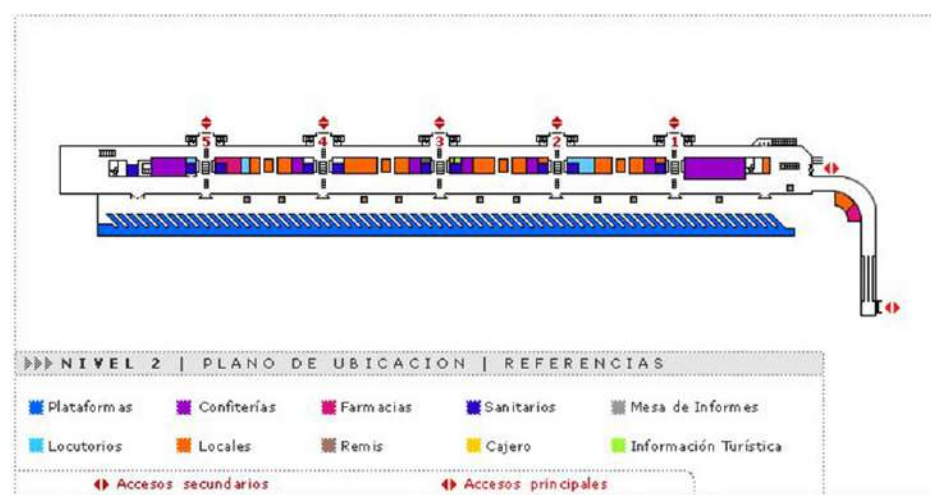 5 4 3 2 1
NIVEL 2 | PLANO DE UBICACION | REFERENCIAS
Plataformas Confiterías Farmacias Sanitarios Mesa de Informes
Locutorios Locales Remis Cajero Información Turística
Accesos secundarios Accesos principales